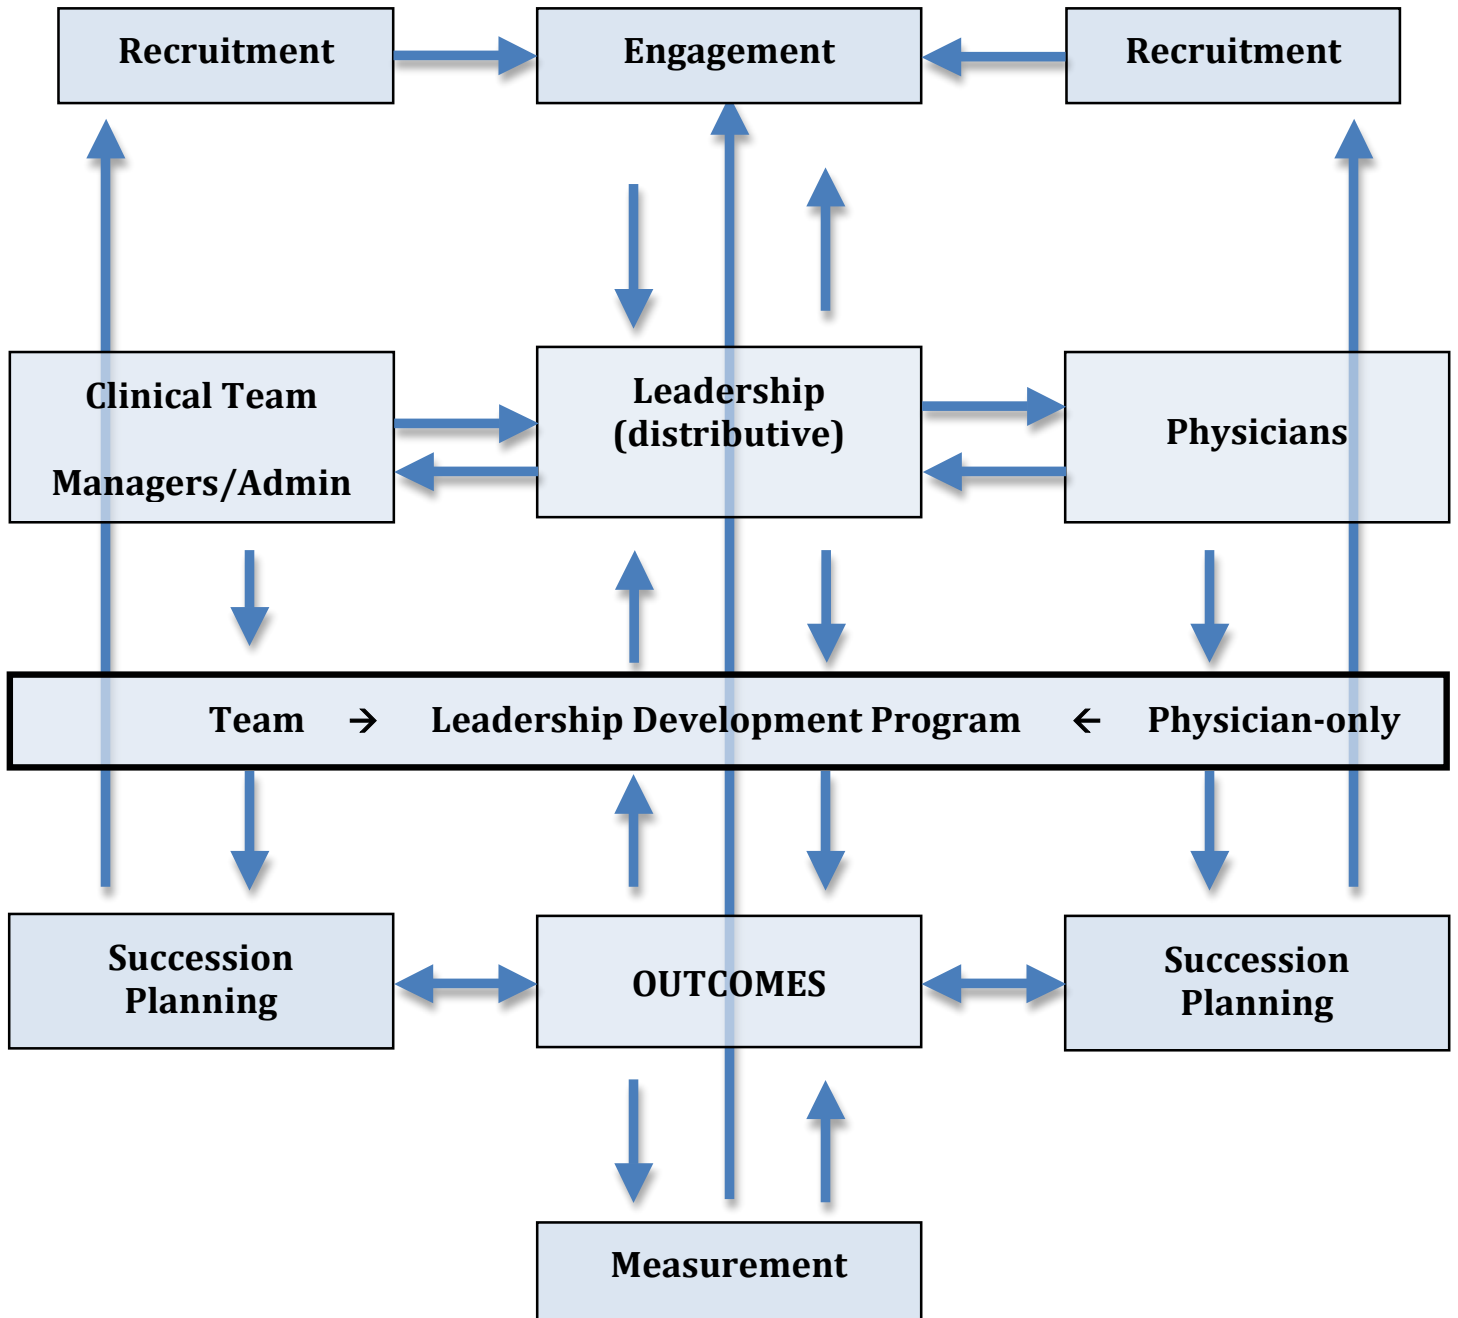 Recruitment
Engagement
Recruitment
Clinical Team
Managers/Admin
Leadership
(distributive)
Physicians
Team → Leadership Development Program ← Physician-only
Succession
Planning
OUTCOMES
Succession
Planning
Measurement